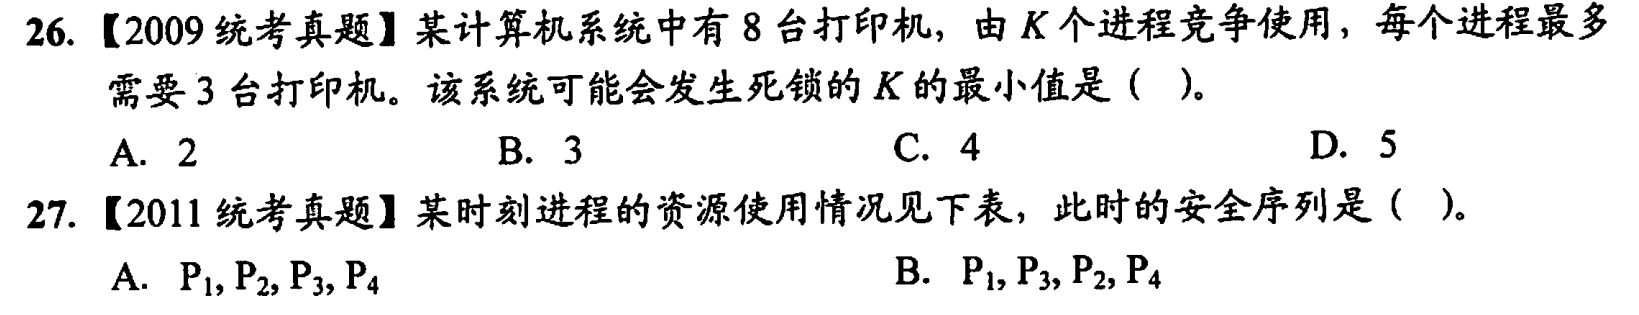 26. 【2009 统考真题】某计算机系统中有 8 台打印机，由 K 个进程竞争使用，每个进程最多
需要 3 台打印机。该系统可能会发生死锁的 K 的最小值是（ ）。
A. 2 B. 3 C. 4 D. 5
27. 【2011 统考真题】某时刻进程的资源使用情况见下表，此时的安全序列是（ ）。
A. P₁, P₂, P₃, P₄ B. P₁, P₃, P₂, P₄